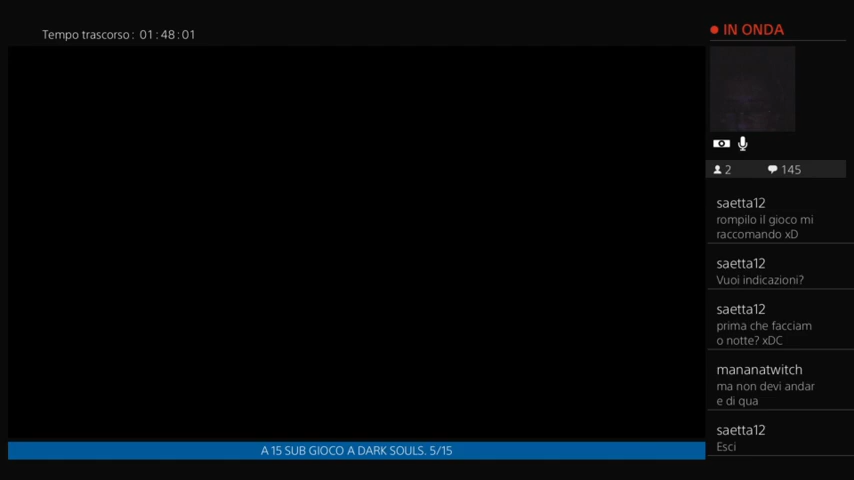 Tempo trascorso: 01:48:01
IN ONDA
2 145
saetta12
rompilo il gioco mi
raccomando xD
saetta12
Vuoi indicazioni?
saetta12
prima che facciam
o notte? xDC
mananatwitch
ma non devi andar
e di qua
saetta12
Esci
A 15 SUB GIOCO A DARK SOULS. 5/15